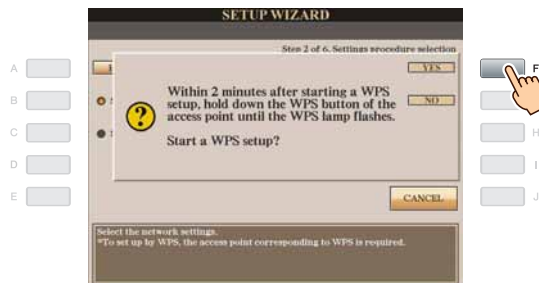 SETUP WIZARD
Step 2 of 6. Settings procedure selection
YES
Within 2 minutes after starting a WPS
setup, hold down the WPS button of the
access point until the WPS lamp flashes.
NO
Start a WPS setup?
CANCEL
Select the network settings.
*To set up by WPS, the access point corresponding to WPS is required.
A
B
C
D
E
F
H
I
J